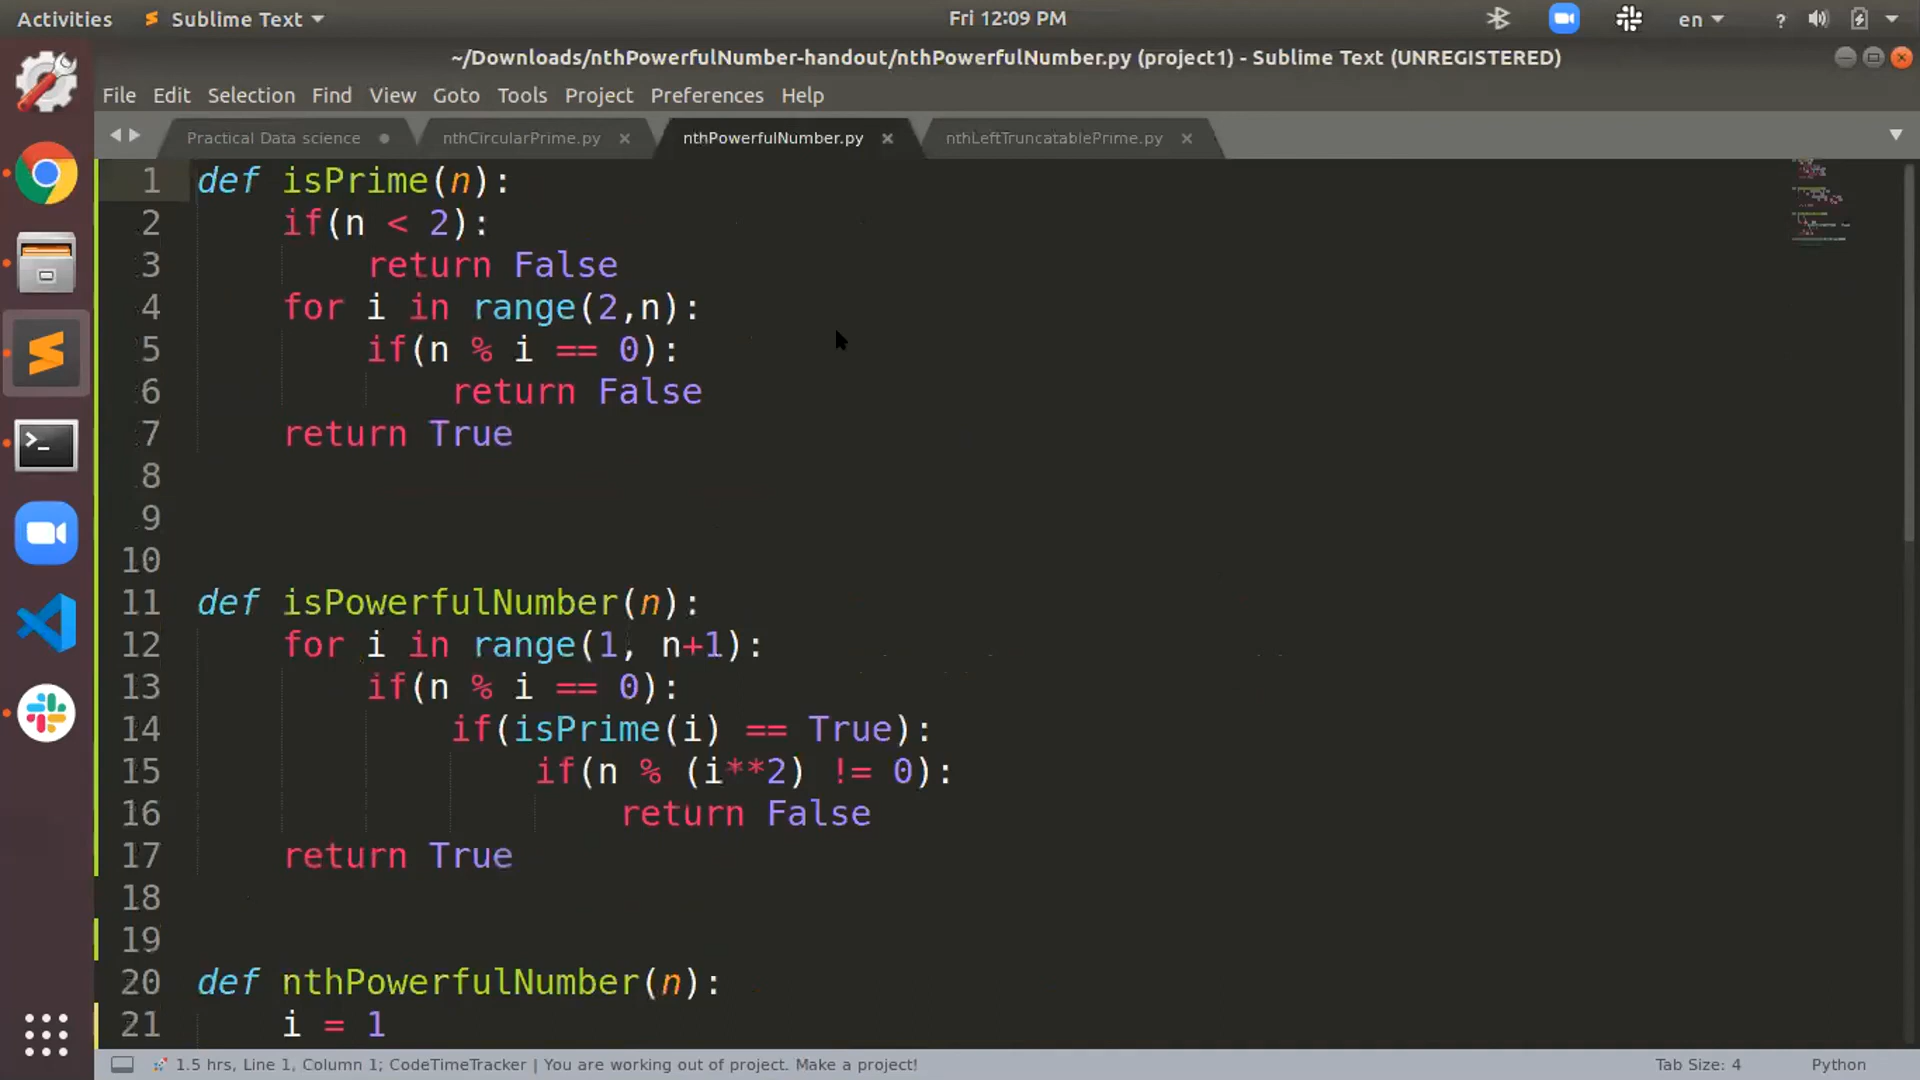 Activities Sublime Text Fri 12:09 PM en ?
~/Downloads/nthPowerfulNumber-handout/nthPowerfulNumber.py (project1) - Sublime Text (UNREGISTERED)
File Edit Selection Find View Goto Tools Project Preferences Help
Practical Data science nthCircularPrime.py × nthPowerfulNumber.py × nthLeftTruncatablePrime.py ×
1 def isPrime(n):
2 if(n < 2):
3 return False
4 for i in range(2,n):
5 if(n % i == 0):
6 return False
7 return True
8
9
10
11 def isPowerfulNumber(n):
12 for i in range(1, n+1):
13 if(n % i == 0):
14 if(isPrime(i) == True):
15 if(n % (i**2) != 0):
16 return False
17 return True
18
19
20 def nthPowerfulNumber(n):
21 i = 1
1.5 hrs, Line 1, Column 1; CodeTimeTracker | You are working out of project. Make a project! Tab Size: 4 Python